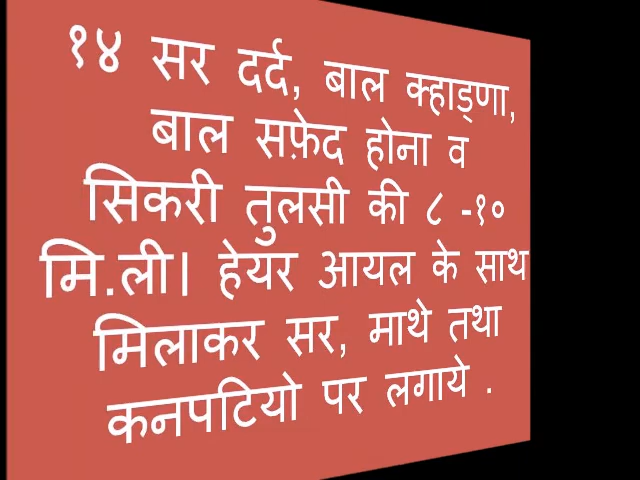 १४ सर दर्द, बाल क्हाड्णा,
बाल सफ़ेद होना व
सिकरी तुलसी की ८ -१०
मि.ली। हेयर आयल के साथ
मिलाकर सर, माथे तथा
कनपटियो पर लगाये .